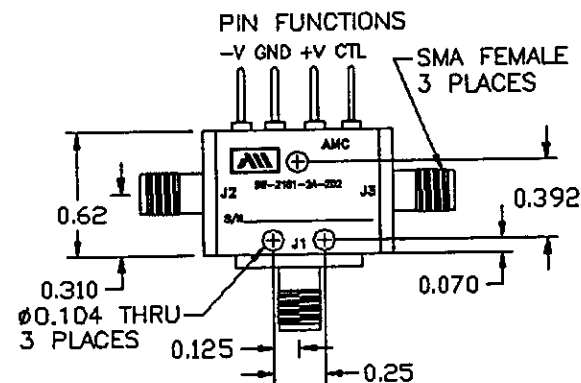 PIN FUNCTIONS
-V GND +V CTL
SMA FEMALE
3 PLACES
AMC
J2
J3
S/N
J1
0.62
0.392
0.310
0.070
ø0.104 THRU
3 PLACES
0.125
0.25